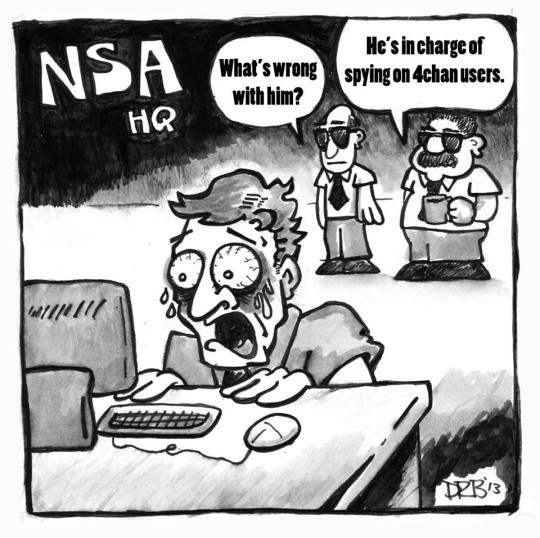 NSA
HQ
What's wrong
with him?
He's in charge of
spying on 4chan users.
DRB'13